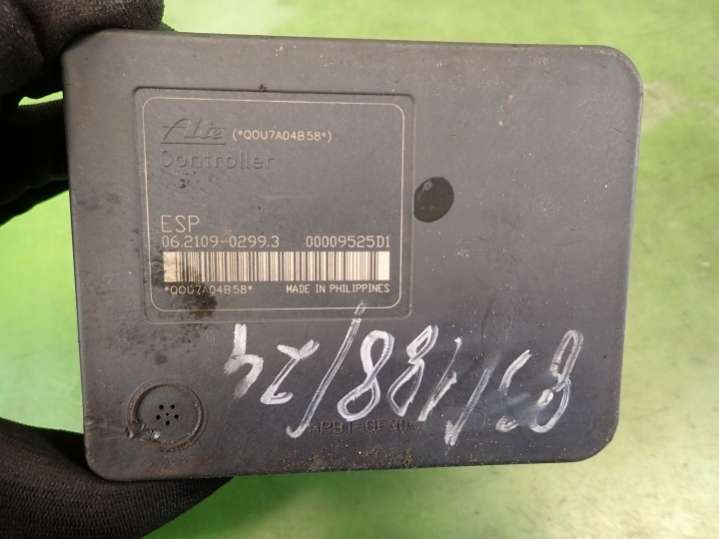 Ate (*Q0U7A04B58*)
Controller
ESP
06.2109-0299.3 00009525D1
*Q0U7A04B58* MADE IN PHILIPPINES